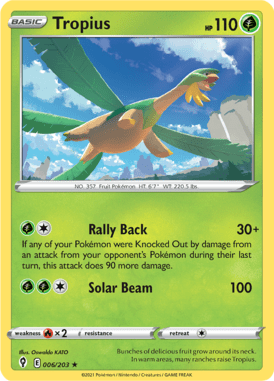 BASIC Tropius HP 110
NO. 357 Fruit Pokémon HT: 6'7" WT: 220.5 lbs.
Rally Back 30+
If any of your Pokémon were Knocked Out by damage from
an attack from your opponent's Pokémon during their last
turn, this attack does 90 more damage.
Solar Beam 100
weakness ×2 resistance retreat
Illus. Oswaldo KATO
E 006/203 ★
Bunches of delicious fruit grow around its neck.
In warm areas, many ranches raise Tropius.
©2021 Pokémon / Nintendo / Creatures / GAME FREAK